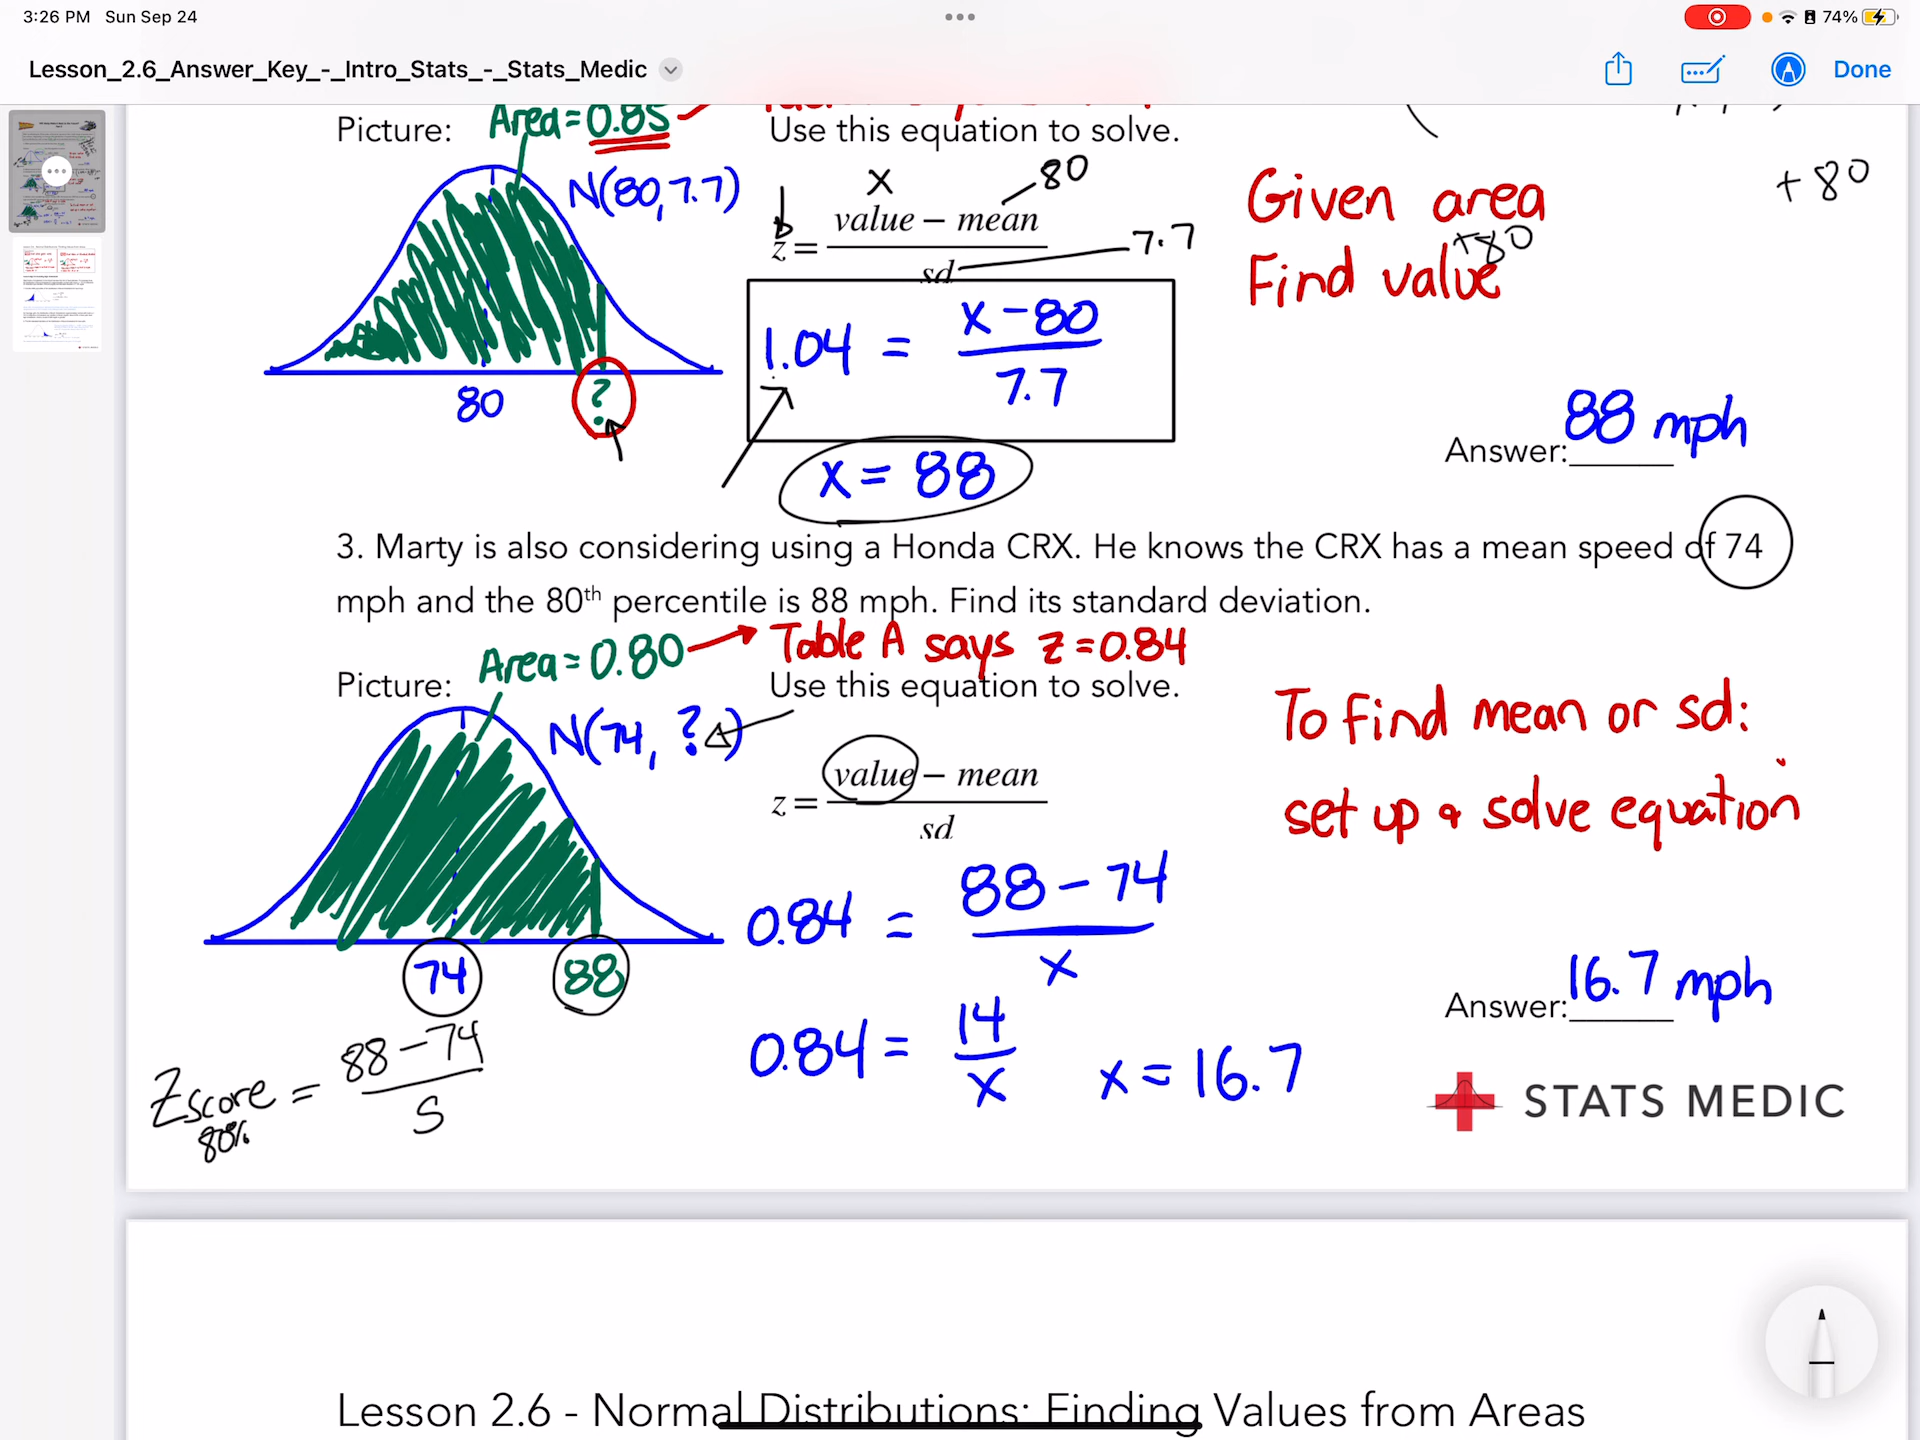 3:26 PM Sun Sep 24
74%
Lesson_2.6_Answer_Key_-_Intro_Stats_-_Stats_Medic
Done
Picture: Area = 0.85
Use this equation to solve.
N(80, 7.7)
x 80
z = value – mean
sd 7.7
1.04 = x - 80
7.7
x = 88
80 ?
Given area
Find value
+80
+80
88 mph
Answer:______
3. Marty is also considering using a Honda CRX. He knows the CRX has a mean speed of 74
mph and the 80th percentile is 88 mph. Find its standard deviation.
Area = 0.80 Table A says z = 0.84
Picture: Use this equation to solve.
N(74, ?)
z = value – mean
sd
0.84 = 88 - 74
x
0.84 = 14
x
x = 16.7
74 88
Zscore = 88 - 74
80% S
To find mean or sd:
set up & solve equation
16.7 mph
Answer:______
STATS MEDIC
Lesson 2.6 - Normal Distributions: Finding Values from Areas